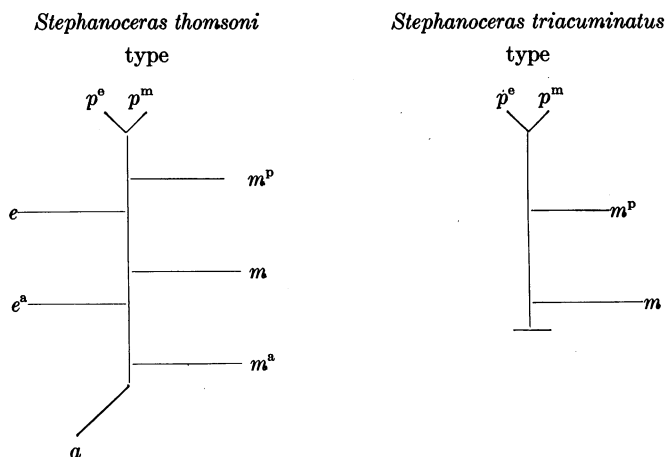 Stephanoceras thomsoni
type
Stephanoceras triacuminatus
type
pᵉ pᵐ
pᵉ pᵐ
mᵖ
e
mᵖ
m
eᵃ
m
mᵃ
a